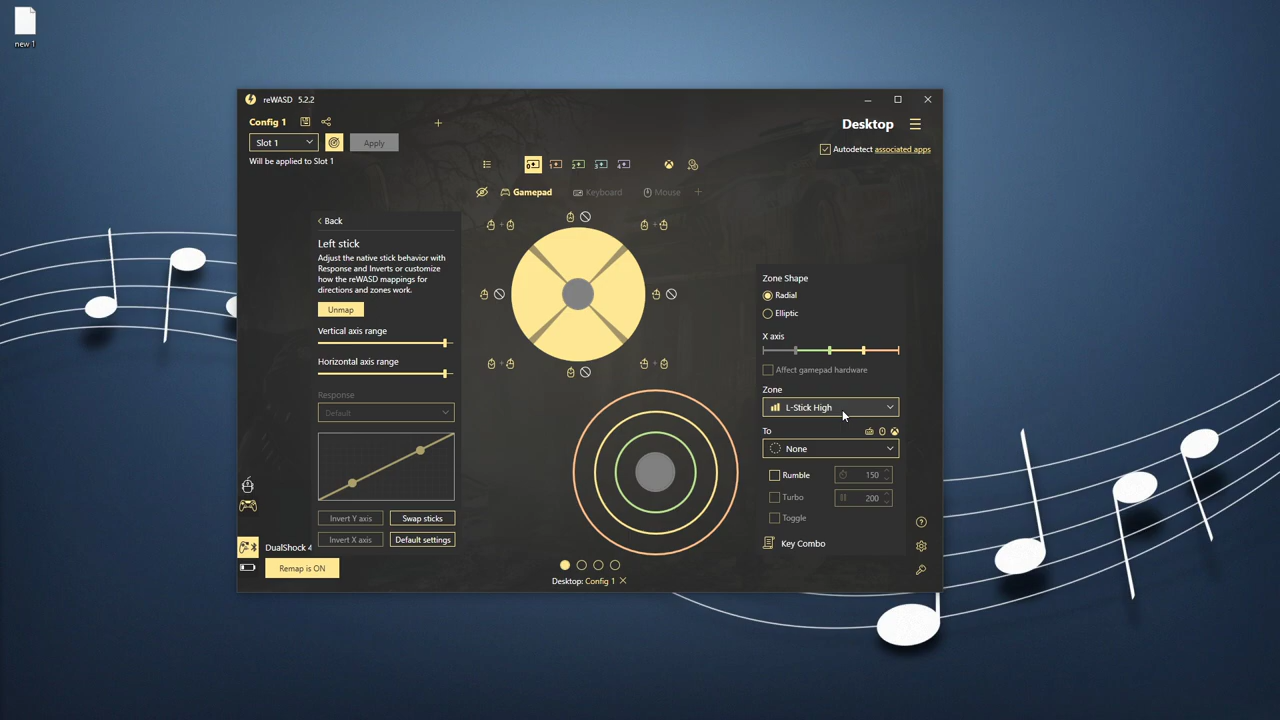 new 1
reWASD 5.2.2
Config 1
Desktop
Slot 1
Apply
Autodetect associated apps
Will be applied to Slot 1
Gamepad
Keyboard
Mouse
Back
Left stick
Adjust the native stick behavior with
Response and Inverts or customize
how the reWASD mappings for
directions and zones work.
Unmap
Vertical axis range
Horizontal axis range
Response
Default
Invert Y axis
Swap sticks
Invert X axis
Default settings
Zone Shape
Radial
Elliptic
X axis
Affect gamepad hardware
Zone
L-Stick High
To
None
Rumble
150
Turbo
200
Toggle
Key Combo
DualShock 4
Remap is ON
Desktop: Config 1